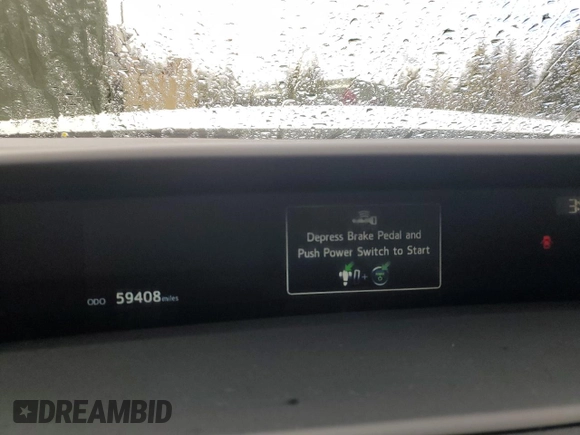 Depress Brake Pedal and
Push Power Switch to Start
ODO 59408 miles
DREAMBID